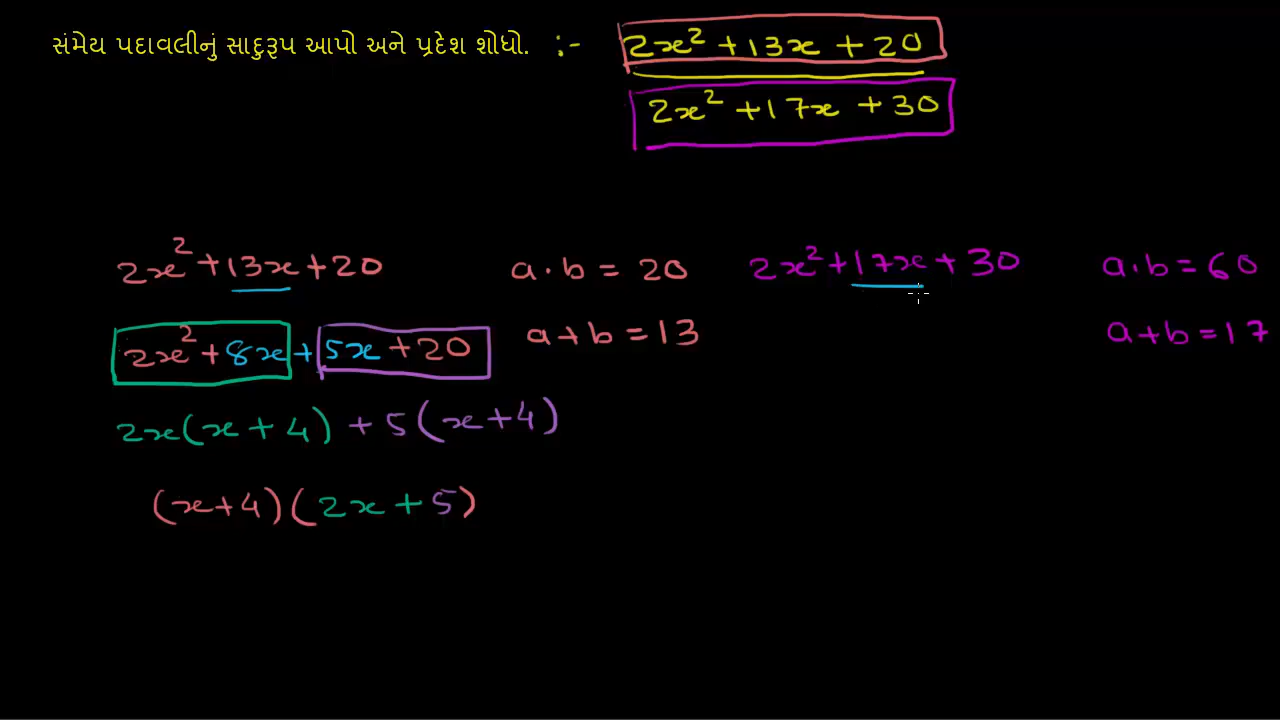 સંમેય પદાવલીનું સાદુરૂપ આપો અને પ્રદેશ શોધો. :-
2x² + 13x + 20
2x² + 17x + 30
2x² + 13x + 20
a · b = 20
2x² + 17x + 30
a · b = 60
2x² + 8x + 5x + 20
a + b = 13
a + b = 17
2x(x + 4) + 5(x + 4)
(x + 4)(2x + 5)